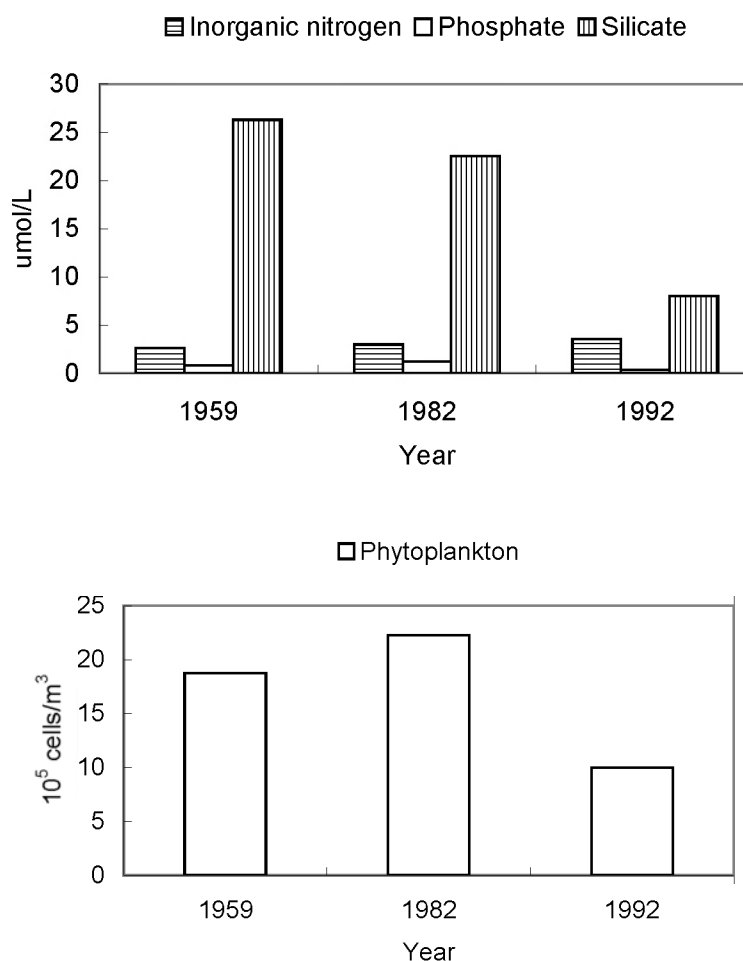 Inorganic nitrogen Phosphate Silicate
30
25
20
15
10
5
0
umol/L
1959 1982 1992
Year
Phytoplankton
25
20
15
10
5
0
10⁵ cells/m³
1959 1982 1992
Year